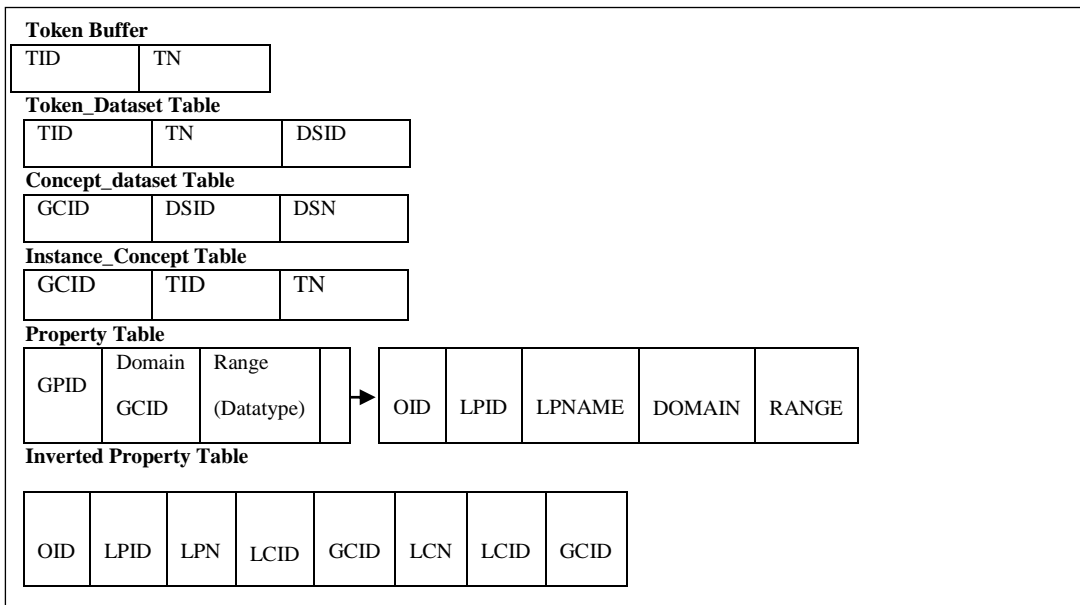 Token Buffer
TID TN
Token_Dataset Table
TID TN DSID
Concept_dataset Table
GCID DSID DSN
Instance_Concept Table
GCID TID TN
Property Table
GPID Domain GCID Range (Datatype) OID LPID LPNAME DOMAIN RANGE
Inverted Property Table
OID LPID LPN LCID GCID LCN LCID GCID